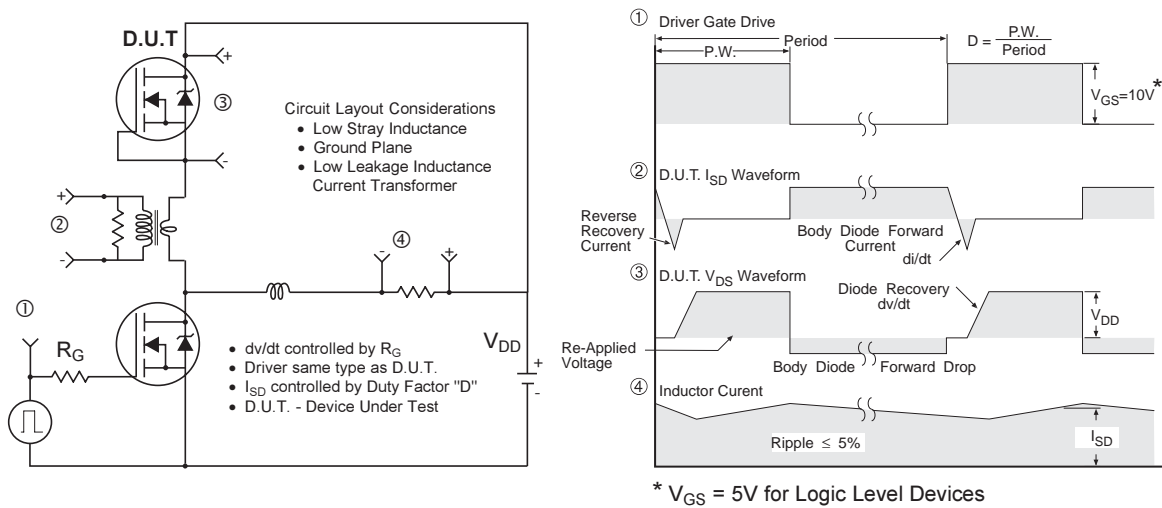 D.U.T
+
③
-
Circuit Layout Considerations
• Low Stray Inductance
• Ground Plane
• Low Leakage Inductance
Current Transformer
+
②
-
④
-
+
①
R_G
V_DD
+
-
• dv/dt controlled by R_G
• Driver same type as D.U.T.
• I_SD controlled by Duty Factor "D"
• D.U.T. - Device Under Test
① Driver Gate Drive
Period
P.W.
D = P.W. / Period
V_GS=10V*
② D.U.T. I_SD Waveform
Reverse
Recovery
Current
Body Diode Forward
Current
di/dt
③ D.U.T. V_DS Waveform
Diode Recovery
dv/dt
V_DD
Re-Applied
Voltage
Body Diode Forward Drop
④ Inductor Curent
Ripple ≤ 5%
I_SD
* V_GS = 5V for Logic Level Devices